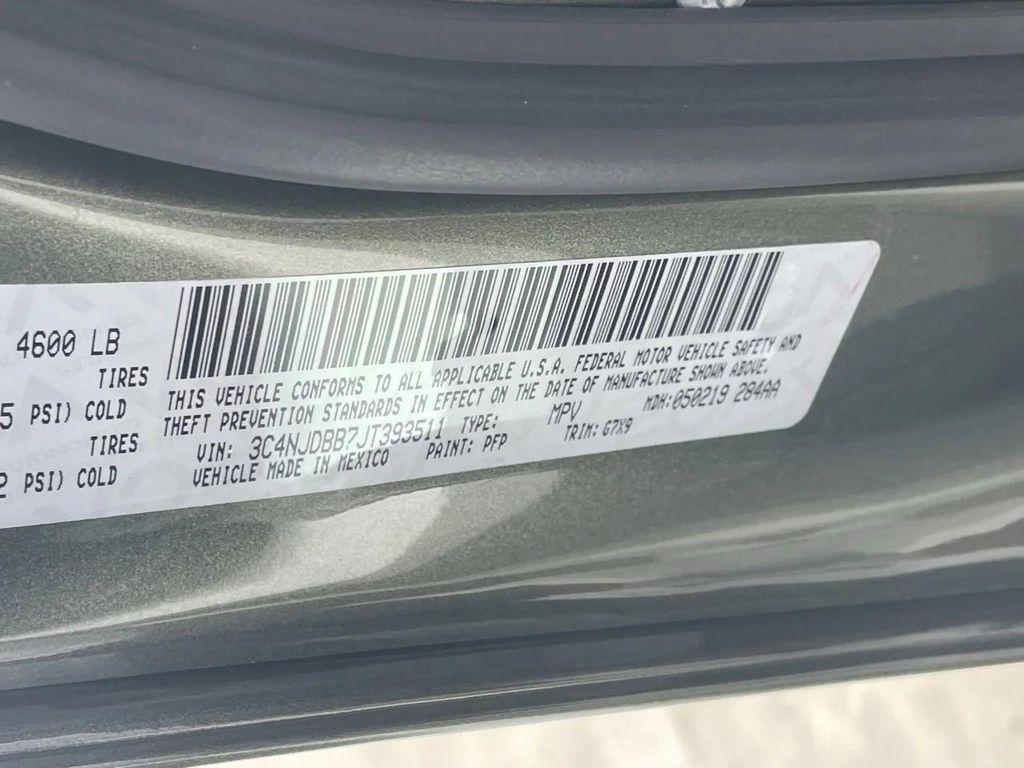 4600 LB
TIRES
5 PSI) COLD
TIRES
2 PSI) COLD
THIS VEHICLE CONFORMS TO ALL APPLICABLE U.S.A. FEDERAL MOTOR VEHICLE SAFETY AND
THEFT PREVENTION STANDARDS IN EFFECT ON THE DATE OF MANUFACTURE SHOWN ABOVE.
VIN: 3C4NJDBB7JT393511 TYPE: MPV MDH:050219 284AA
VEHICLE MADE IN MEXICO PAINT: PFP TRIM: G7X9